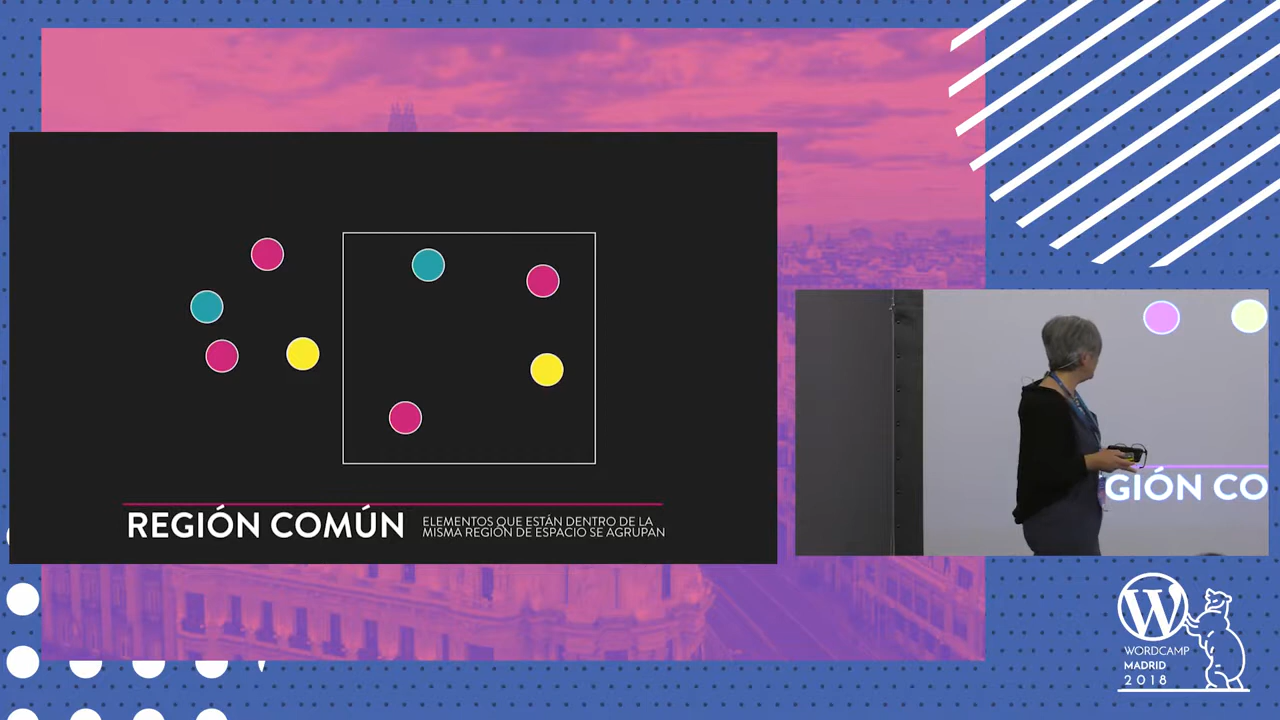 REGIÓN COMÚN
ELEMENTOS QUE ESTÁN DENTRO DE LA
MISMA REGIÓN DE ESPACIO SE AGRUPAN
GIÓN CO
W
WORDCAMP
MADRID
2018